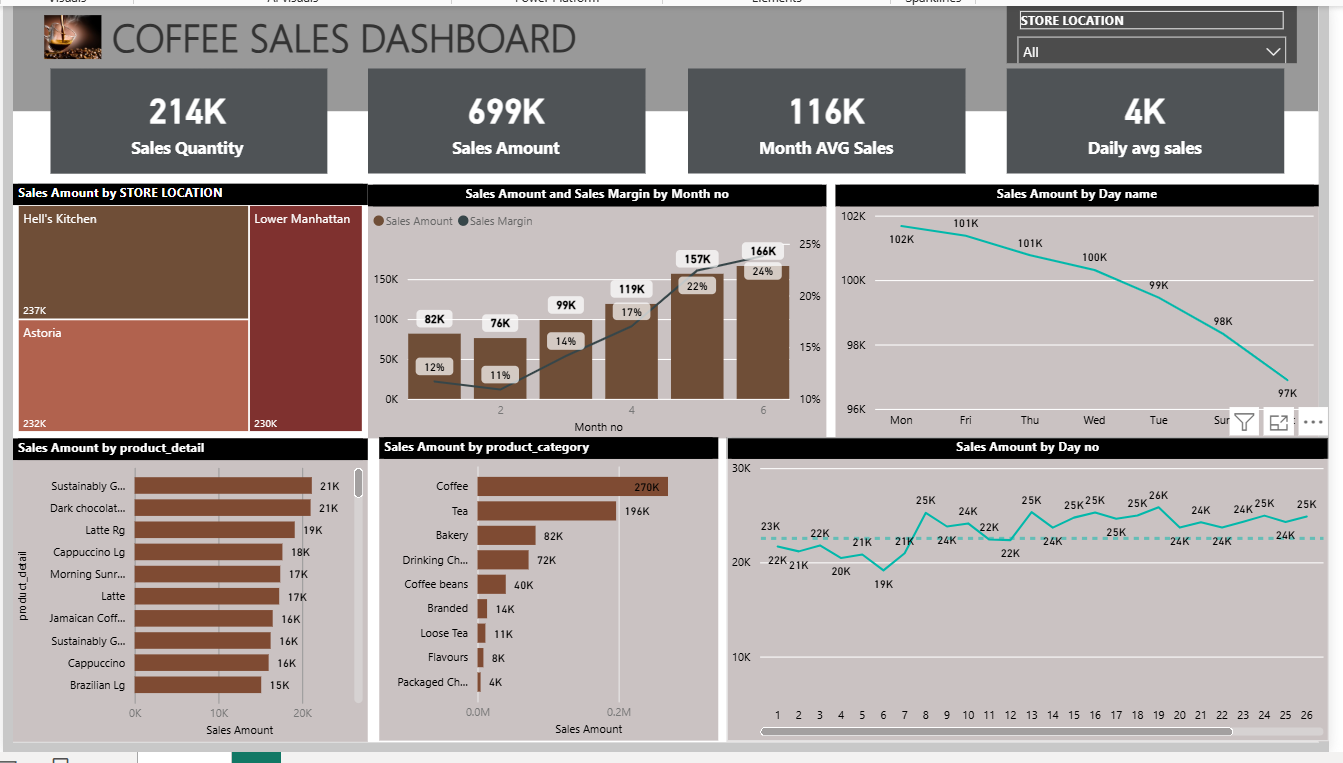 Visuals AI visuals Power Platform Elements Sparklines
COFFEE SALES DASHBOARD
STORE LOCATION
All
214K
Sales Quantity
699K
Sales Amount
116K
Month AVG Sales
4K
Daily avg sales
Sales Amount by STORE LOCATION
Hell's Kitchen
237K
Astoria
232K
Lower Manhattan
230K
Sales Amount and Sales Margin by Month no
Sales Amount Sales Margin
150K
100K
50K
0K
82K
76K
99K
119K
157K
166K
12%
11%
14%
17%
22%
24%
25%
20%
15%
10%
2 4 6
Month no
Sales Amount by Day name
102K
100K
98K
96K
102K
101K
101K
100K
99K
98K
97K
Mon Fri Thu Wed Tue Sun
Sales Amount by product_detail
product_detail
Sustainably G... 21K
Dark chocolat... 21K
Latte Rg 19K
Cappuccino Lg 18K
Morning Sunr... 17K
Latte 17K
Jamaican Coff... 16K
Sustainably G... 16K
Cappuccino 16K
Brazilian Lg 15K
0K 10K 20K
Sales Amount
Sales Amount by product_category
Coffee 270K
Tea 196K
Bakery 82K
Drinking Ch... 72K
Coffee beans 40K
Branded 14K
Loose Tea 11K
Flavours 8K
Packaged Ch... 4K
0.0M 0.2M
Sales Amount
Sales Amount by Day no
30K
20K
10K
23K
22K 21K 22K 20K 21K 19K 21K 25K 24K 24K 22K 22K 25K 24K 25K 25K 25K 25K 26K 24K 24K 24K 24K 25K 24K 25K
1 2 3 4 5 6 7 8 9 10 11 12 13 14 15 16 17 18 19 20 21 22 23 24 25 26